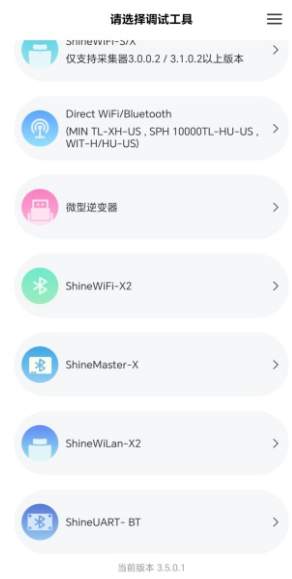 请选择调试工具
ShineWiFi-S/X
仅支持采集器3.0.0.2 / 3.1.0.2以上版本
Direct WiFi/Bluetooth
(MIN TL-XH-US , SPH 10000TL-HU-US ,
WIT-H/HU-US)
微型逆变器
ShineWiFi-X2
ShineMaster-X
ShineWiLan-X2
ShineUART- BT
当前版本 3.5.0.1